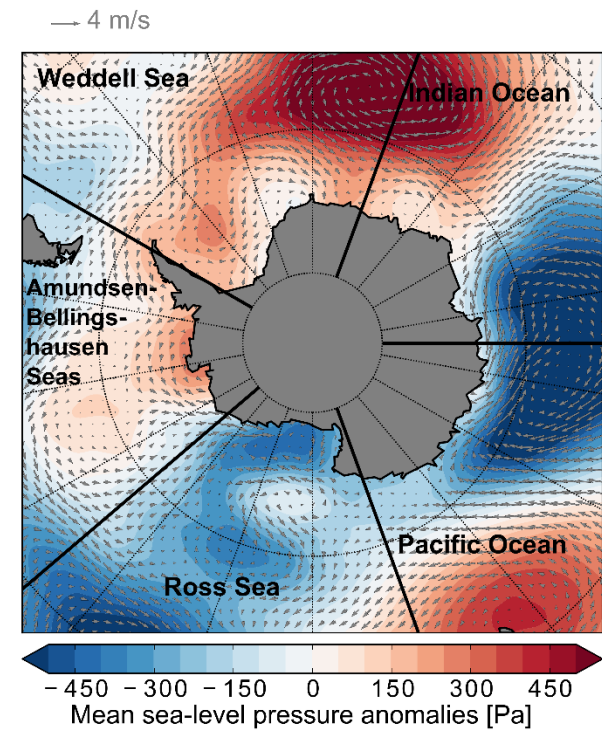 4 m/s
Weddell Sea
Indian Ocean
Amundsen-
Bellings-
hausen
Seas
Pacific Ocean
Ross Sea
−450 −300 −150 0 150 300 450
Mean sea-level pressure anomalies [Pa]